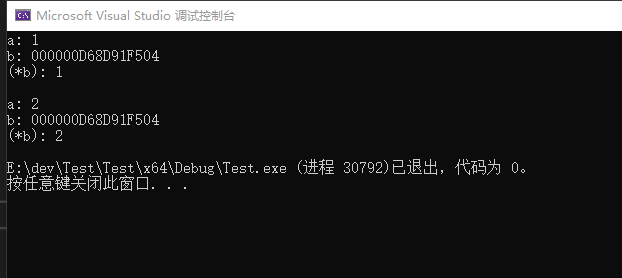 Microsoft Visual Studio 调试控制台
a: 1
b: 000000D68D91F504
(*b): 1
a: 2
b: 000000D68D91F504
(*b): 2
E:\dev\Test\Test\x64\Debug\Test.exe (进程 30792)已退出，代码为 0。
按任意键关闭此窗口. . .